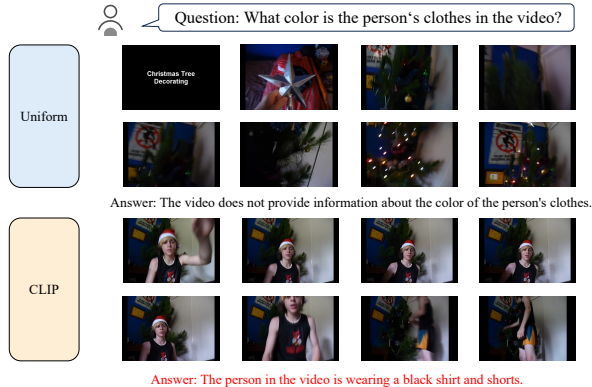 Question: What color is the person‘s clothes in the video?
Uniform
Christmas Tree
Decorating
Answer: The video does not provide information about the color of the person's clothes.
CLIP
Answer: The person in the video is wearing a black shirt and shorts.